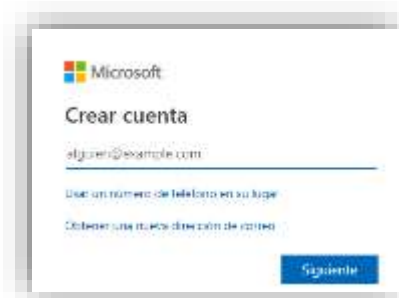 Microsoft
Crear cuenta
alguien@example.com
Usar un número de teléfono en su lugar
Obtener una nueva dirección de correo
Siguiente